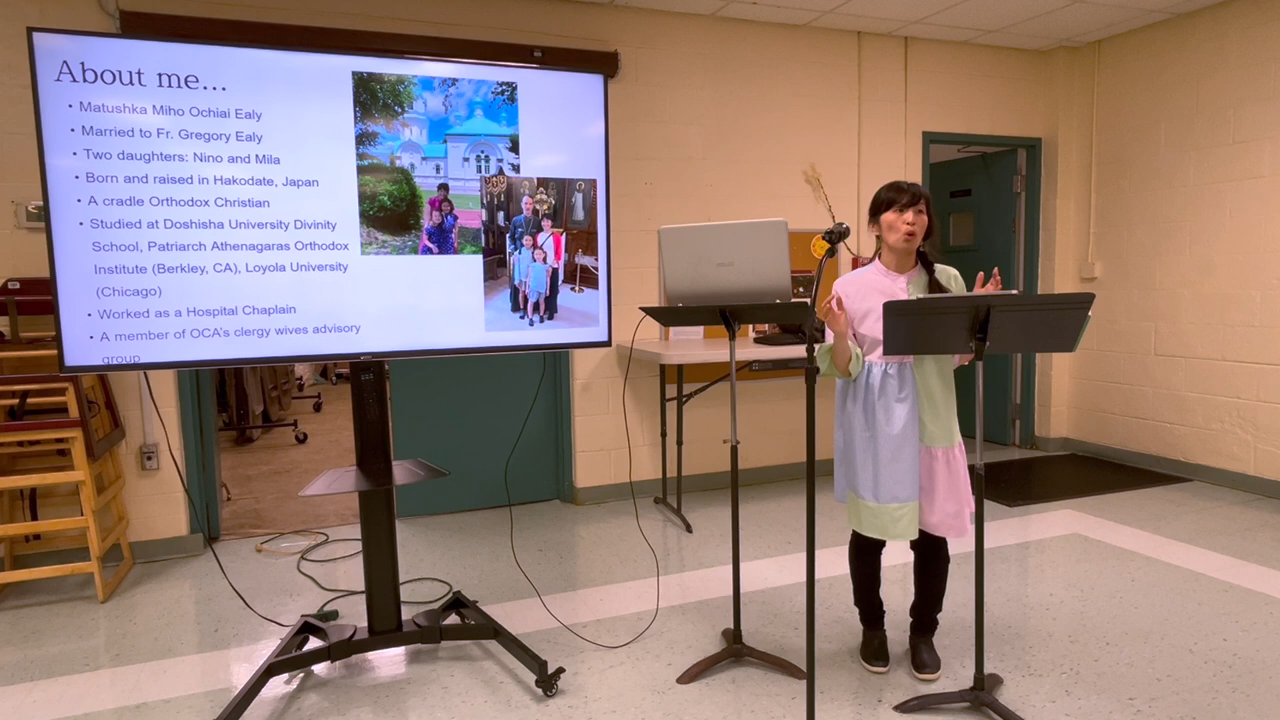 About me...
• Matushka Miho Ochiai Ealy
• Married to Fr. Gregory Ealy
• Two daughters: Nino and Mila
• Born and raised in Hakodate, Japan
• A cradle Orthodox Christian
• Studied at Doshisha University Divinity
School, Patriarch Athenagaras Orthodox
Institute (Berkley, CA), Loyola University
(Chicago)
• Worked as a Hospital Chaplain
• A member of OCA's clergy wives advisory
group